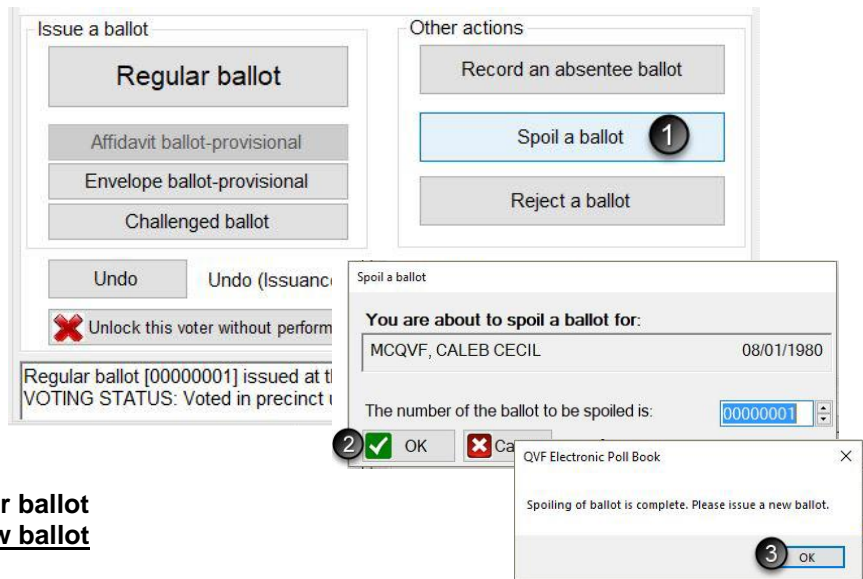 Issue a ballot
Regular ballot
Affidavit ballot-provisional
Envelope ballot-provisional
Challenged ballot
Other actions
Record an absentee ballot
Spoil a ballot 1
Reject a ballot
Undo Undo (Issuanc
Unlock this voter without perform
Regular ballot [00000001] issued at t
VOTING STATUS: Voted in precinct
Spoil a ballot
You are about to spoil a ballot for:
MCQVF, CALEB CECIL 08/01/1980
The number of the ballot to be spoiled is: 00000001
2 OK Ca
QVF Electronic Poll Book X
Spoiling of ballot is complete. Please issue a new ballot.
3 OK
r ballot
w ballot